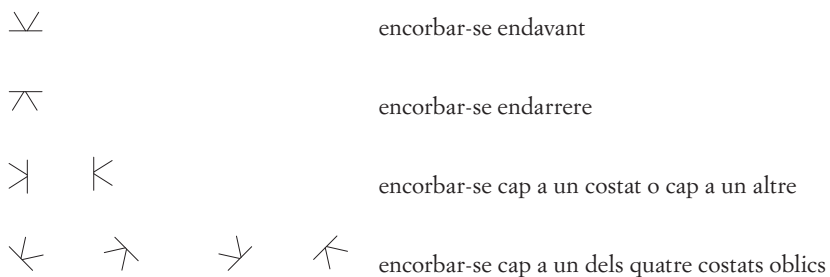 encorbar-se endavant
encorbar-se endarrere
encorbar-se cap a un costat o cap a un altre
encorbar-se cap a un dels quatre costats oblics